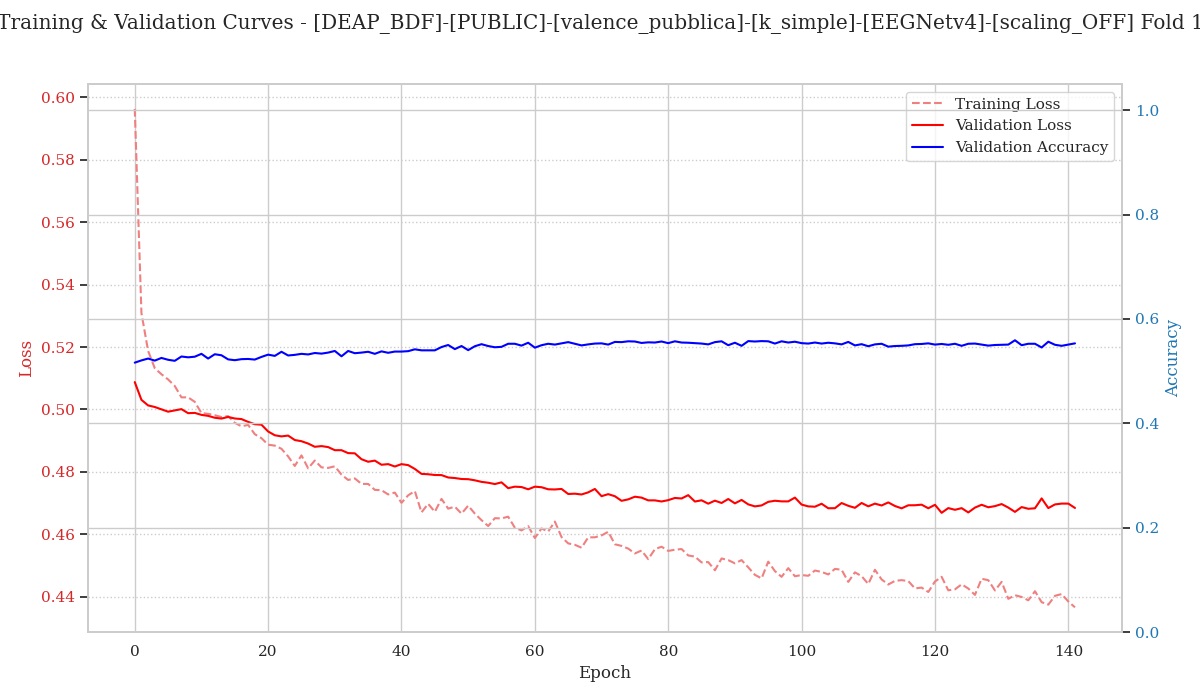 Training & Validation Curves - [DEAP_BDF]-[PUBLIC]-[valence_pubblica]-[k_simple]-[EEGNetv4]-[scaling_OFF] Fold 1
Training Loss
Validation Loss
Validation Accuracy
0.60
0.58
0.56
0.54
0.52
0.50
0.48
0.46
0.44
Loss
1.0
0.8
0.6
0.4
0.2
0.0
Accuracy
0 20 40 60 80 100 120 140
Epoch